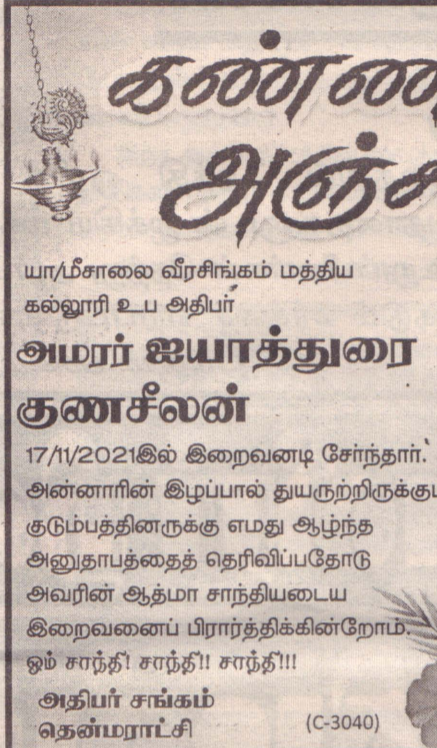 யா/மீசாலை வீரசிங்கம் மத்திய
கல்லூரி உப அதிபர்
அமரர் ஐயாத்துரை
குணசீலன்
17/11/2021இல் இறைவனடி சேர்ந்தார்.
அன்னாரின் இழப்பால் துயருற்றிருக்கும்
குடும்பத்தினருக்கு எமது ஆழ்ந்த
அனுதாபத்தைத் தெரிவிப்பதோடு
அவரின் ஆத்மா சாந்தியடைய
இறைவனைப் பிரார்த்திக்கின்றோம்.
ஓம் சாந்தி! சாந்தி!! சாந்தி!!!
அதிபர் சங்கம்
தென்மராட்சி (C-3040)